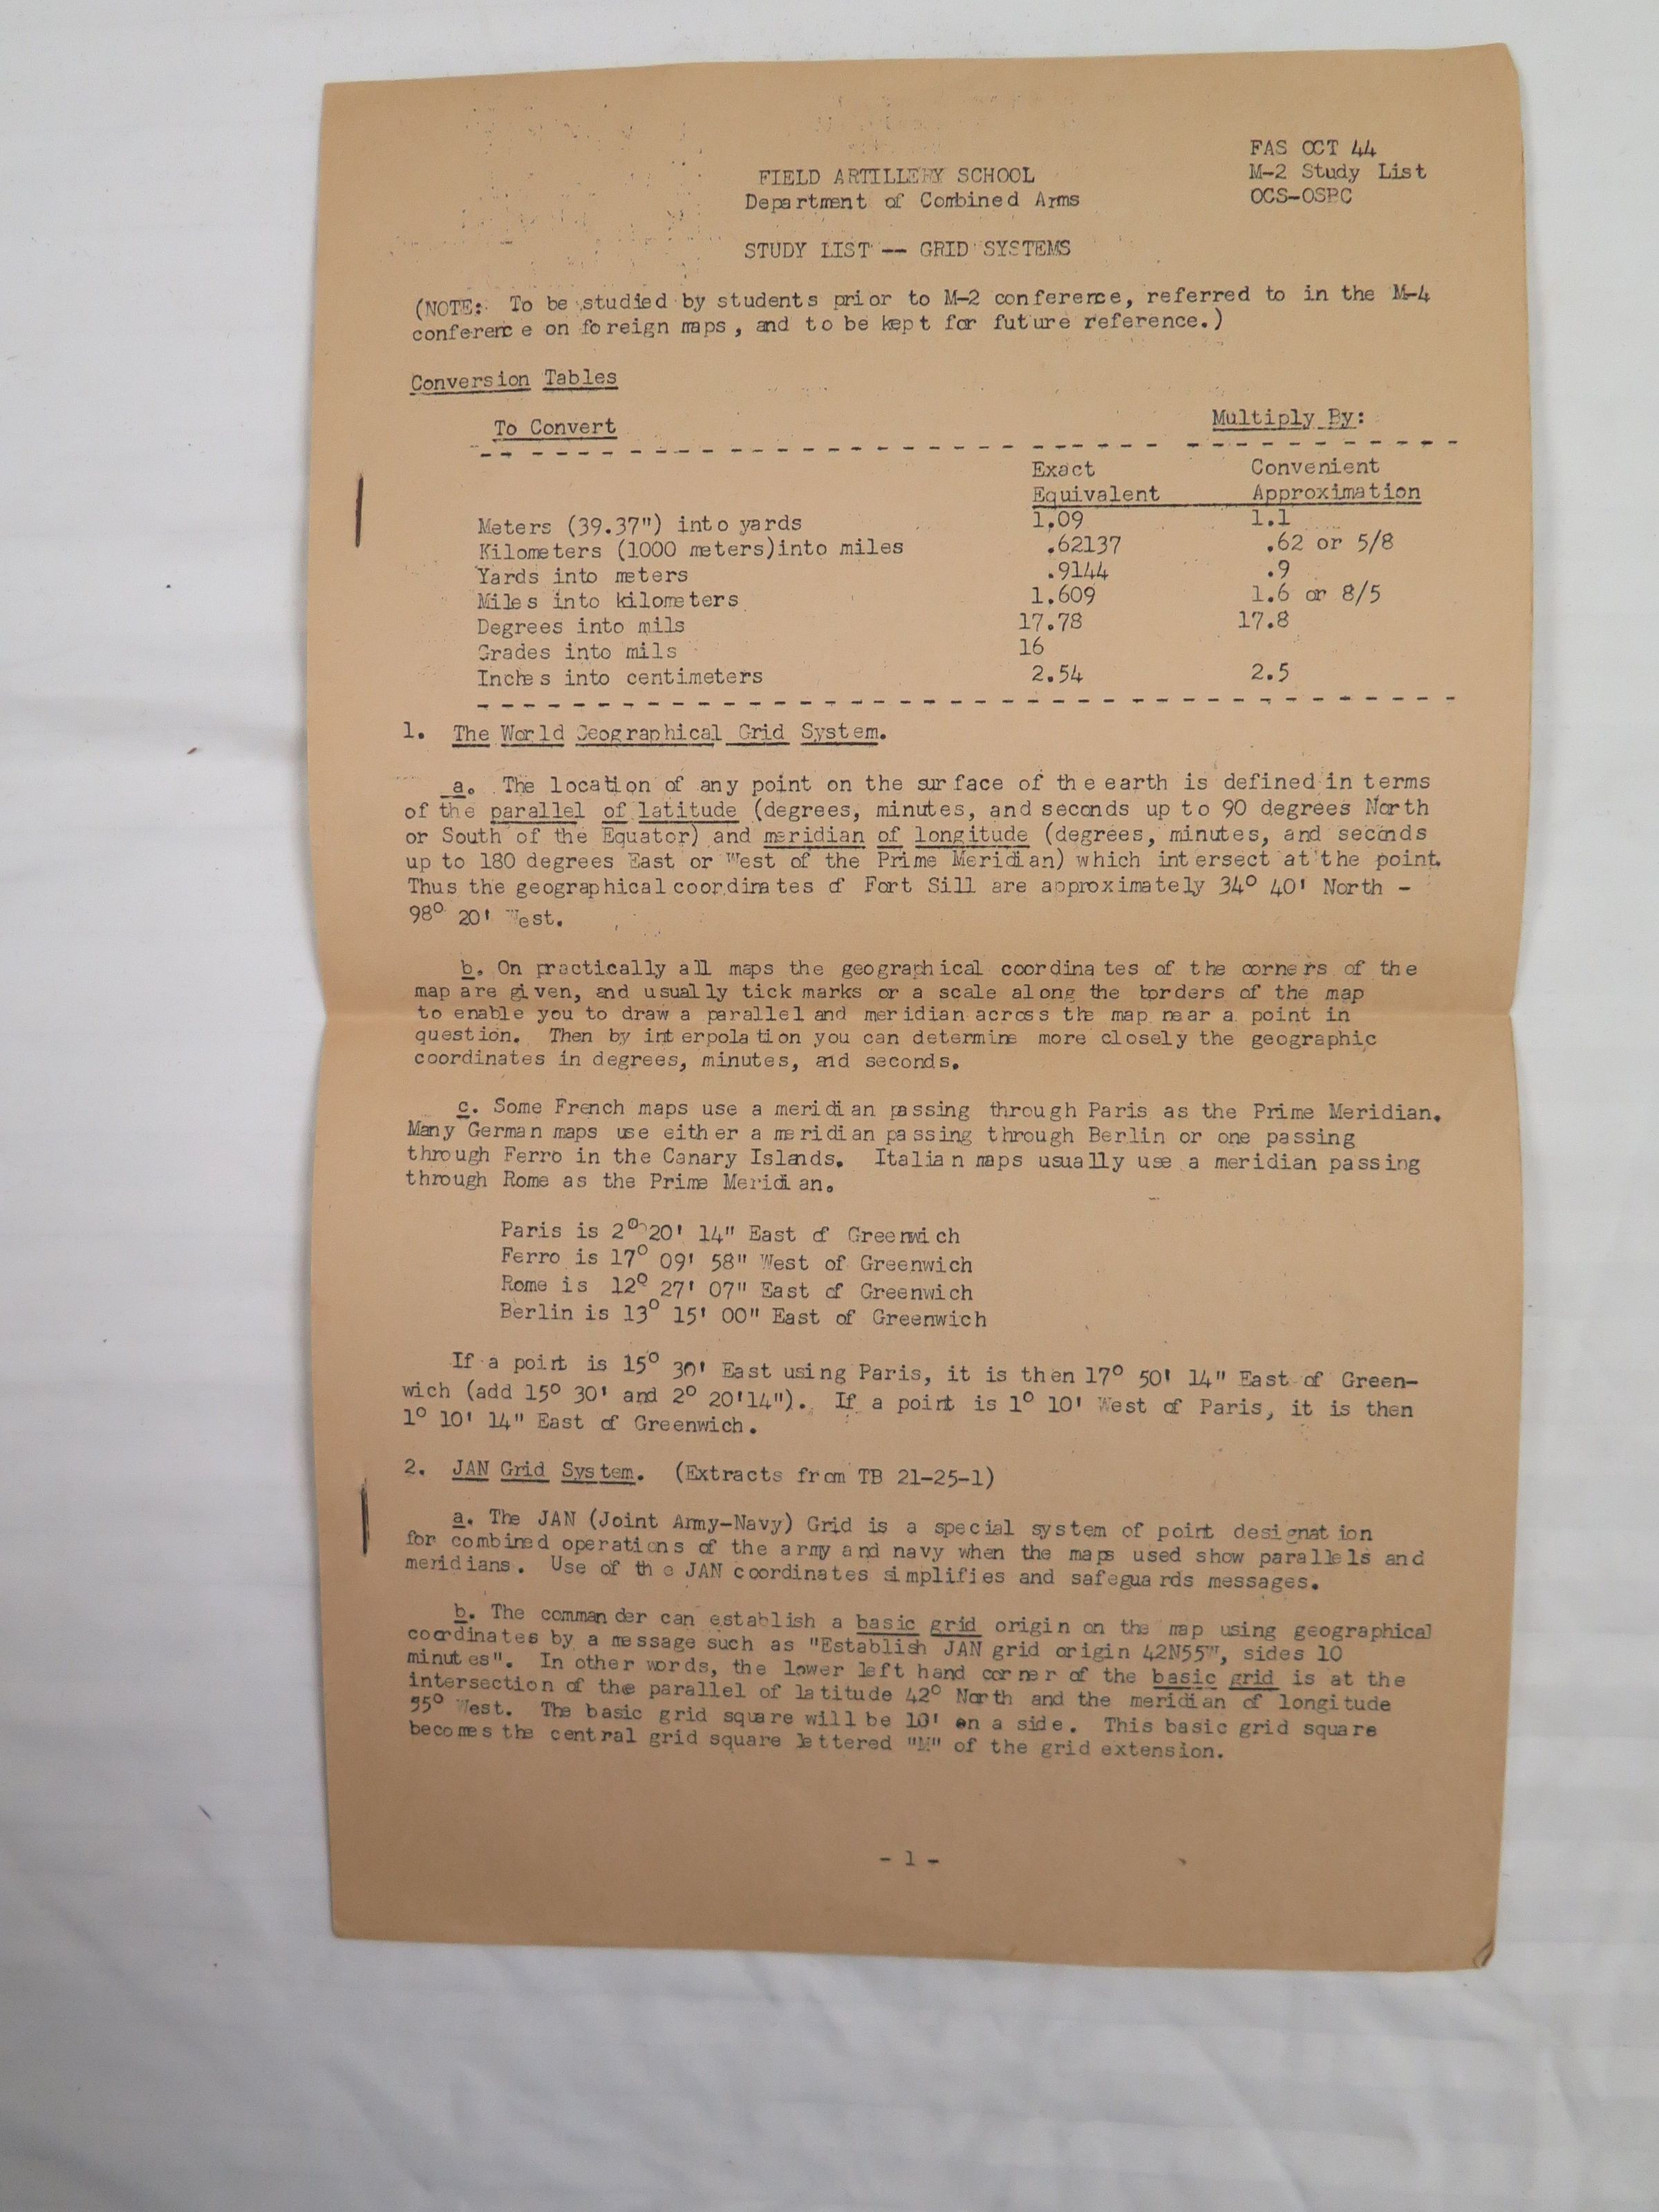 FAS OCT 44
FIELD ARTILLERY SCHOOL
M-2 Study List
Department of Combined Arms
OCS-OSBC
STUDY LIST -- GRID SYSTEMS
(NOTE: To be studied by students prior to M-2 conference, referred to in the M-4
conference on foreign maps, and to be kept for future reference.)
Conversion Tables
To Convert Multiply By:
Exact Convenient
Equivalent Approximation
Meters (39.37") into yards 1.09 1.1
Kilometers (1000 meters)into miles .62137 .62 or 5/8
Yards into meters .9144 .9
Miles into kilometers 1.609 1.6 or 8/5
Degrees into mils 17.78 17.8
Grades into mils 16
Inches into centimeters 2.54 2.5
1. The World Geographical Grid System.
a. The location of any point on the surface of the earth is defined in terms
of the parallel of latitude (degrees, minutes, and seconds up to 90 degrees North
or South of the Equator) and meridian of longitude (degrees, minutes, and seconds
up to 180 degrees East or West of the Prime Meridian) which intersect at the point.
Thus the geographical coordinates of Fort Sill are approximately 34° 40' North -
98° 20' West.
b. On practically all maps the geographical coordinates of the corners of the
map are given, and usually tick marks or a scale along the borders of the map
to enable you to draw a parallel and meridian across the map near a point in
question. Then by interpolation you can determine more closely the geographic
coordinates in degrees, minutes, and seconds.
c. Some French maps use a meridian passing through Paris as the Prime Meridian.
Many German maps use either a meridian passing through Berlin or one passing
through Ferro in the Canary Islands. Italian maps usually use a meridian passing
through Rome as the Prime Meridian.
Paris is 2° 20' 14" East of Greenwich
Ferro is 17° 09' 58" West of Greenwich
Rome is 12° 27' 07" East of Greenwich
Berlin is 13° 15' 00" East of Greenwich
If a point is 15° 30' East using Paris, it is then 17° 50' 14" East of Green-
wich (add 15° 30' and 2° 20'14"). If a point is 1° 10' West of Paris, it is then
1° 10' 14" East of Greenwich.
2. JAN Grid System. (Extracts from TB 21-25-1)
a. The JAN (Joint Army-Navy) Grid is a special system of point designation
for combined operations of the army and navy when the maps used show parallels and
meridians. Use of the JAN coordinates simplifies and safeguards messages.
b. The commander can establish a basic grid origin on the map using geographical
coordinates by a message such as "Establish JAN grid origin 42N55W, sides 10
minutes". In other words, the lower left hand corner of the basic grid is at the
intersection of the parallel of latitude 42° North and the meridian of longitude
55° West. The basic grid square will be 10' on a side. This basic grid square
becomes the central grid square lettered "M" of the grid extension.
- 1 -